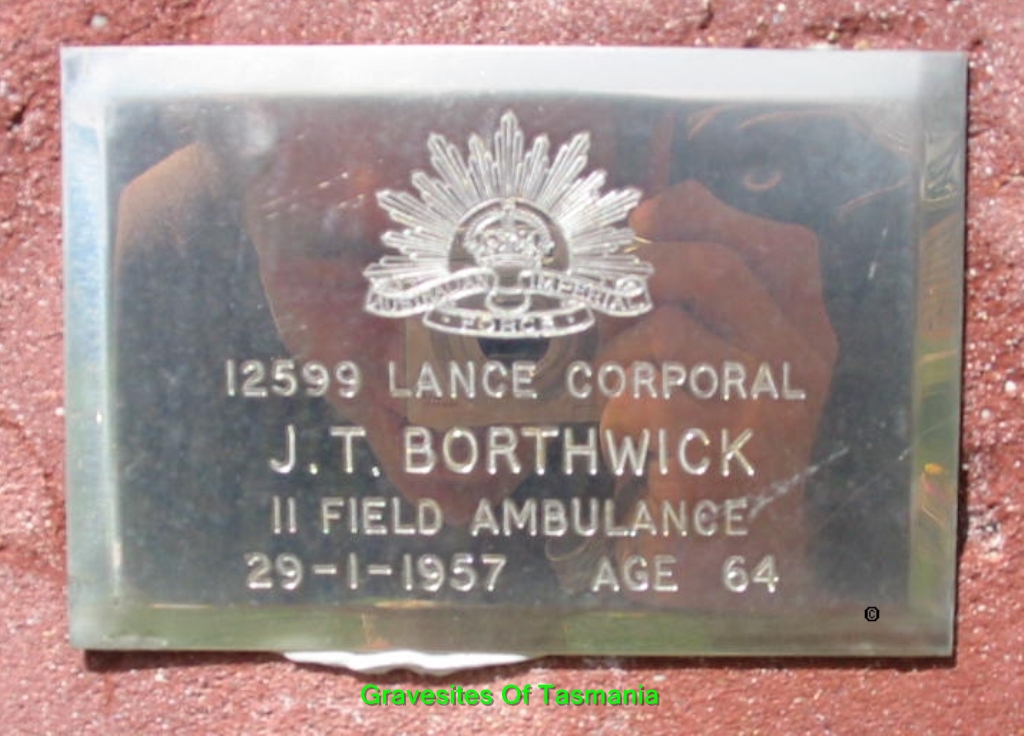 AUSTRALIAN IMPERIAL
FORCE
12599 LANCE CORPORAL
J.T. BORTHWICK
11 FIELD AMBULANCE
29-1-1957 AGE 64
©
Gravesites Of Tasmania